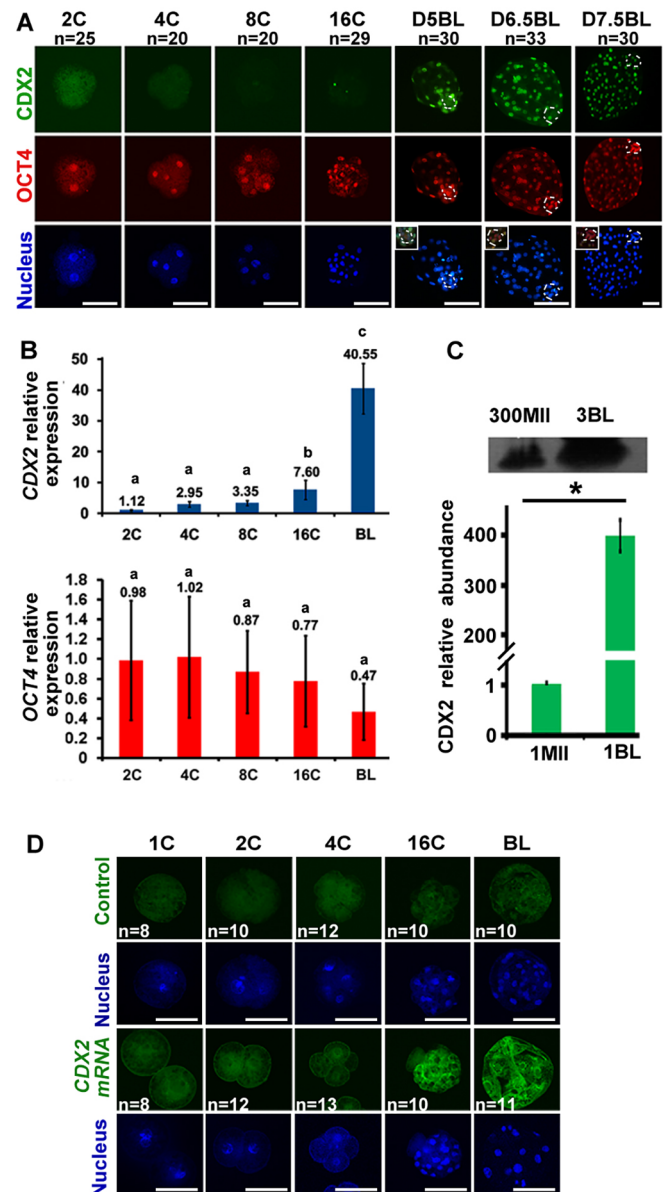 A
2C 4C 8C 16C D5BL D6.5BL D7.5BL
n=25 n=20 n=20 n=29 n=30 n=33 n=30
CDX2
OCT4
Nucleus
B
CDX2 relative
expression
50
40
30
20
10
0
a
1.12
a
2.95
a
3.35
b
7.60
c
40.55
2C 4C 8C 16C BL
OCT4 relative
expression
1.8
1.6
1.4
1.2
1.0
0.8
0.6
0.4
0.2
0
a
0.98
a
1.02
a
0.87
a
0.77
a
0.47
2C 4C 8C 16C BL
C
300MII 3BL
*
CDX2 relative abundance
400
300
200
1
0
1MII 1BL
D
1C 2C 4C 16C BL
Control
n=8 n=10 n=12 n=10 n=10
Nucleus
CDX2
mRNA
n=8 n=12 n=13 n=10 n=11
Nucleus